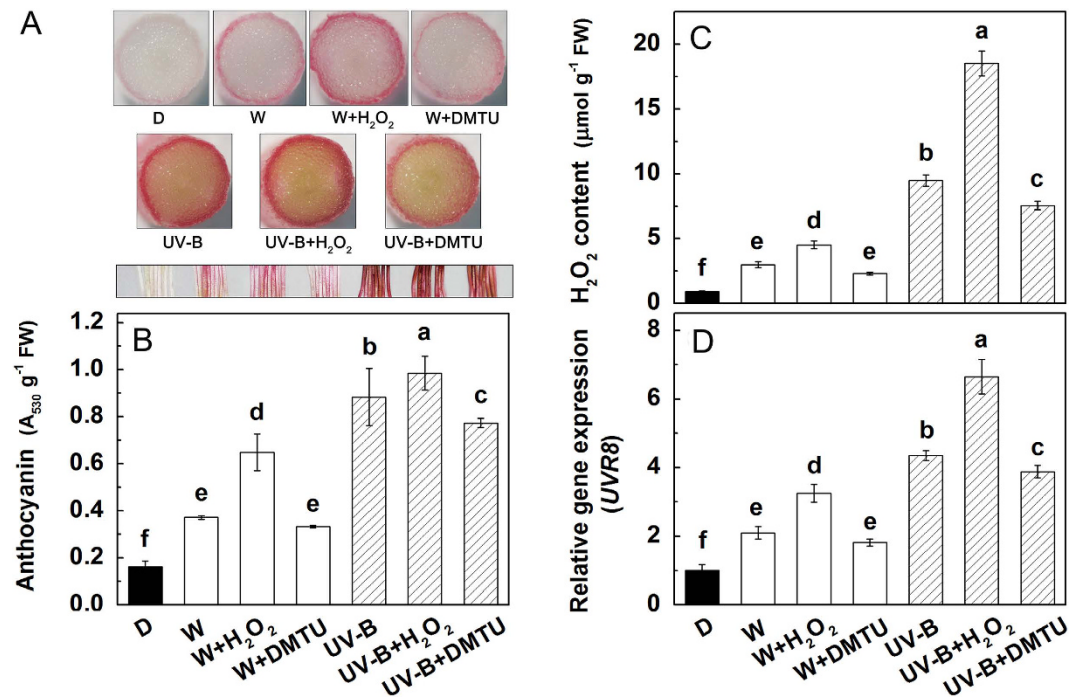 A
D W W+H₂O₂ W+DMTU
UV-B UV-B+H₂O₂ UV-B+DMTU
B
Anthocyanin (A₅₃₀ g⁻¹ FW)
1.2
1.0
0.8
0.6
0.4
0.2
0.0
f e d e b a c
D W W+H₂O₂ W+DMTU UV-B UV-B+H₂O₂ UV-B+DMTU
C
H₂O₂ content (μmol g⁻¹ FW)
20
15
10
5
0
f e d e b a c
D
Relative gene expression
(UVR8)
8
6
4
2
0
f e d e b a c
D W W+H₂O₂ W+DMTU UV-B UV-B+H₂O₂ UV-B+DMTU